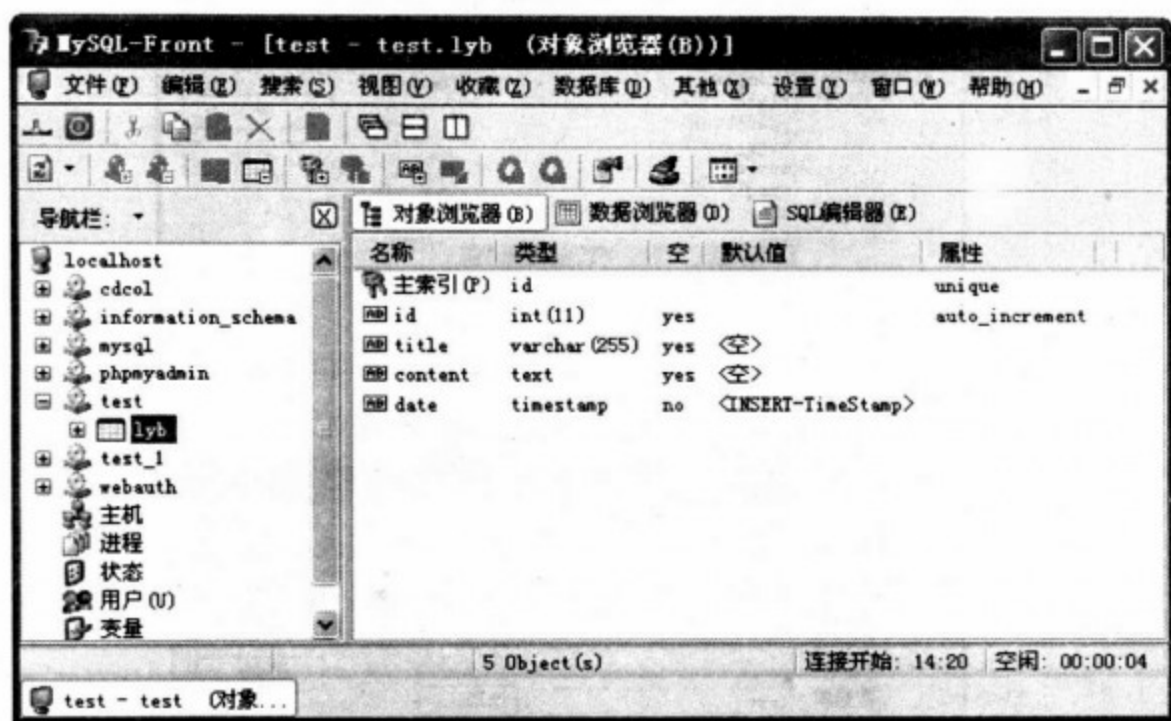 MySQL-Front - [test - test.lyb (对象浏览器(B))]
文件(F) 编辑(E) 搜索(S) 视图(V) 收藏(Z) 数据库(D) 其他(X) 设置(Y) 窗口(W) 帮助(H)
导航栏:
对象浏览器(B) 数据浏览器(D) SQL编辑器(E)
名称 类型 空 默认值 属性
localhost
cdcol
information_schema
mysql
phpmyadmin
test
lyb
test_1
webauth
主机
进程
状态
用户(U)
变量
主索引(P) id unique
id int(11) yes auto_increment
title varchar(255) yes <空>
content text yes <空>
date timestamp no <INSERT-TimeStamp>
5 Object(s) 连接开始: 14:20 空闲: 00:00:04
test - test (对象...